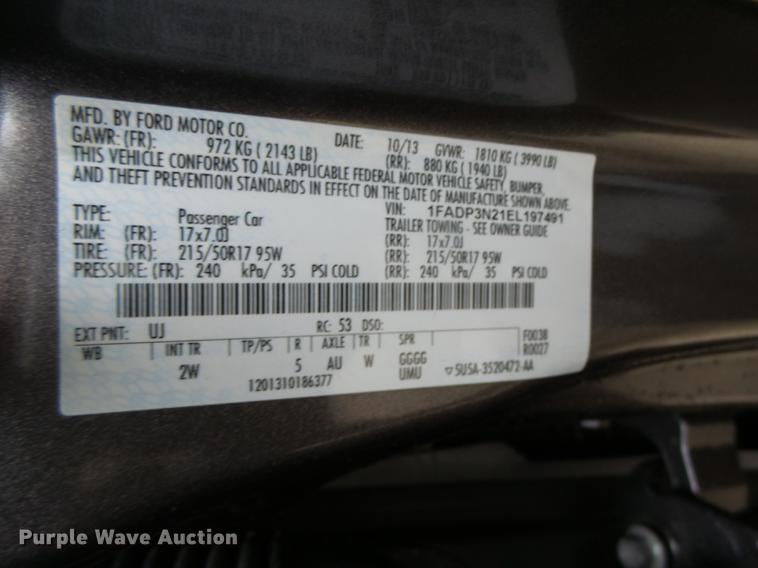 MFD. BY FORD MOTOR CO. DATE: 10/13 GVWR: 1810 KG ( 3990 LB)
GAWR: (FR): 972 KG ( 2143 LB) (RR): 880 KG ( 1940 LB)
THIS VEHICLE CONFORMS TO ALL APPLICABLE FEDERAL MOTOR VEHICLE SAFETY, BUMPER,
AND THEFT PREVENTION STANDARDS IN EFFECT ON THE DATE OF MANUFACTURE SHOWN ABOVE.
VIN: 1FADP3N21EL197491
TYPE: Passenger Car TRAILER TOWING - SEE OWNER GUIDE
RIM: (FR): 17x7.0J (RR): 17x7.0J
TIRE: (FR): 215/50R17 95W (RR): 215/50R17 95W
PRESSURE: (FR): 240 kPa/ 35 PSI COLD (RR): 240 kPa/ 35 PSI COLD
EXT PNT: UJ RC: 53 DSO: F0038
WB INT TR TP/PS R AXLE TR SPR R0027
2W 5 AU W GGGG
1201310186377 UMU ▽5U5A-3520472-AA
Purple Wave Auction